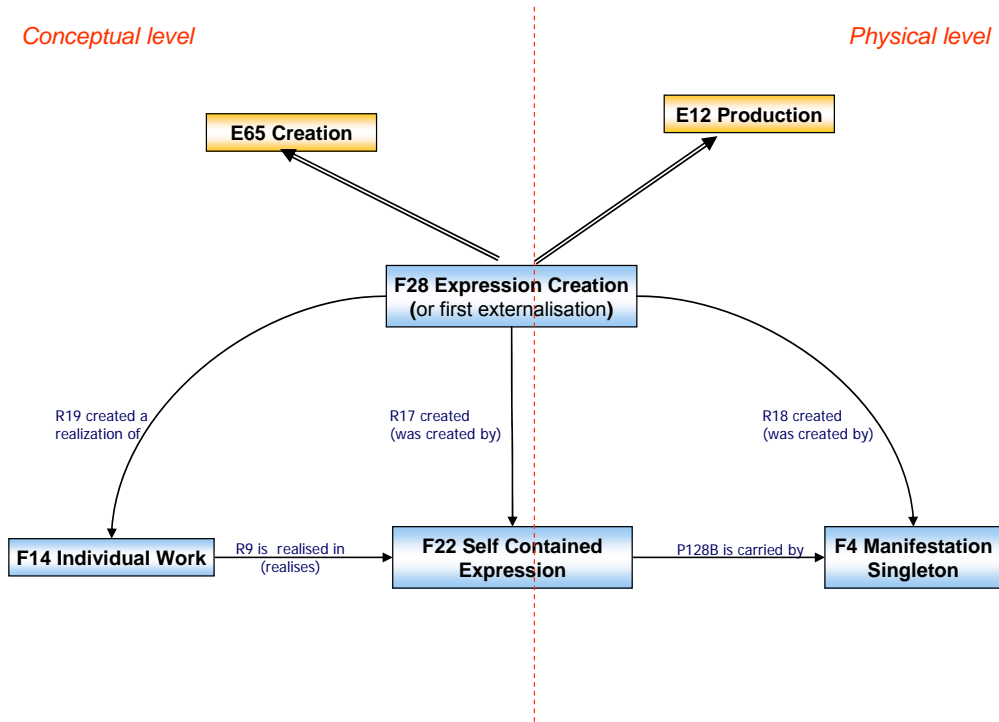 Conceptual level
Physical level
E65 Creation
E12 Production
F28 Expression Creation
(or first externalisation)
R19 created a
realization of
R17 created
(was created by)
R18 created
(was created by)
F14 Individual Work
R9 is realised in
(realises)
F22 Self Contained
Expression
P128B is carried by
F4 Manifestation
Singleton